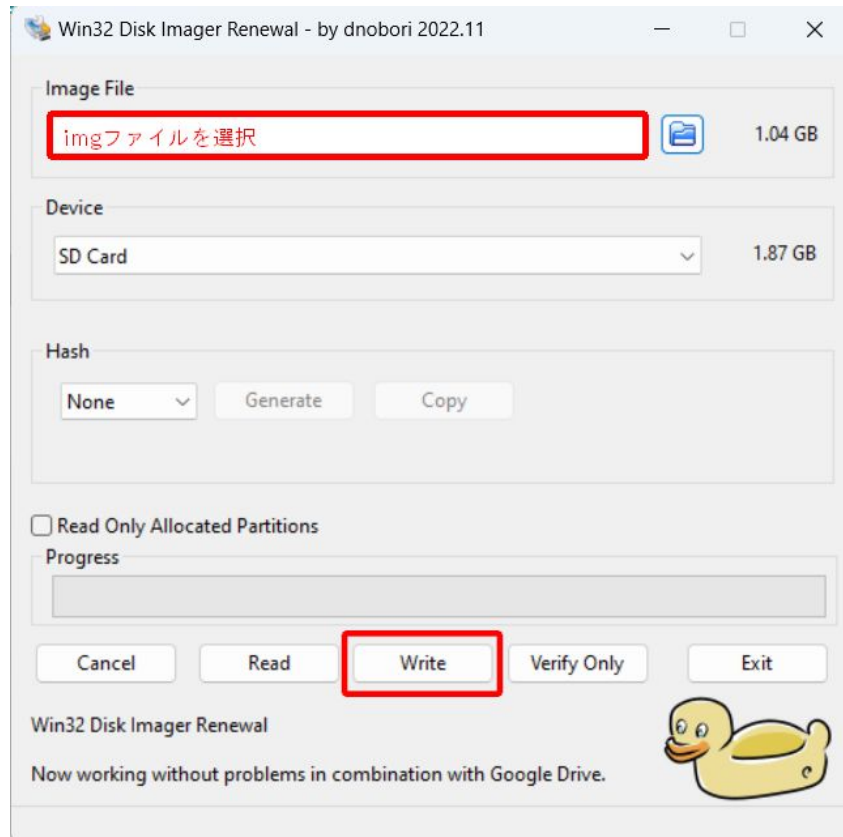 Win32 Disk Imager Renewal - by dnobori 2022.11
Image File
imgファイルを選択
1.04 GB
Device
SD Card
1.87 GB
Hash
None
Generate
Copy
Read Only Allocated Partitions
Progress
Cancel
Read
Write
Verify Only
Exit
Win32 Disk Imager Renewal
Now working without problems in combination with Google Drive.